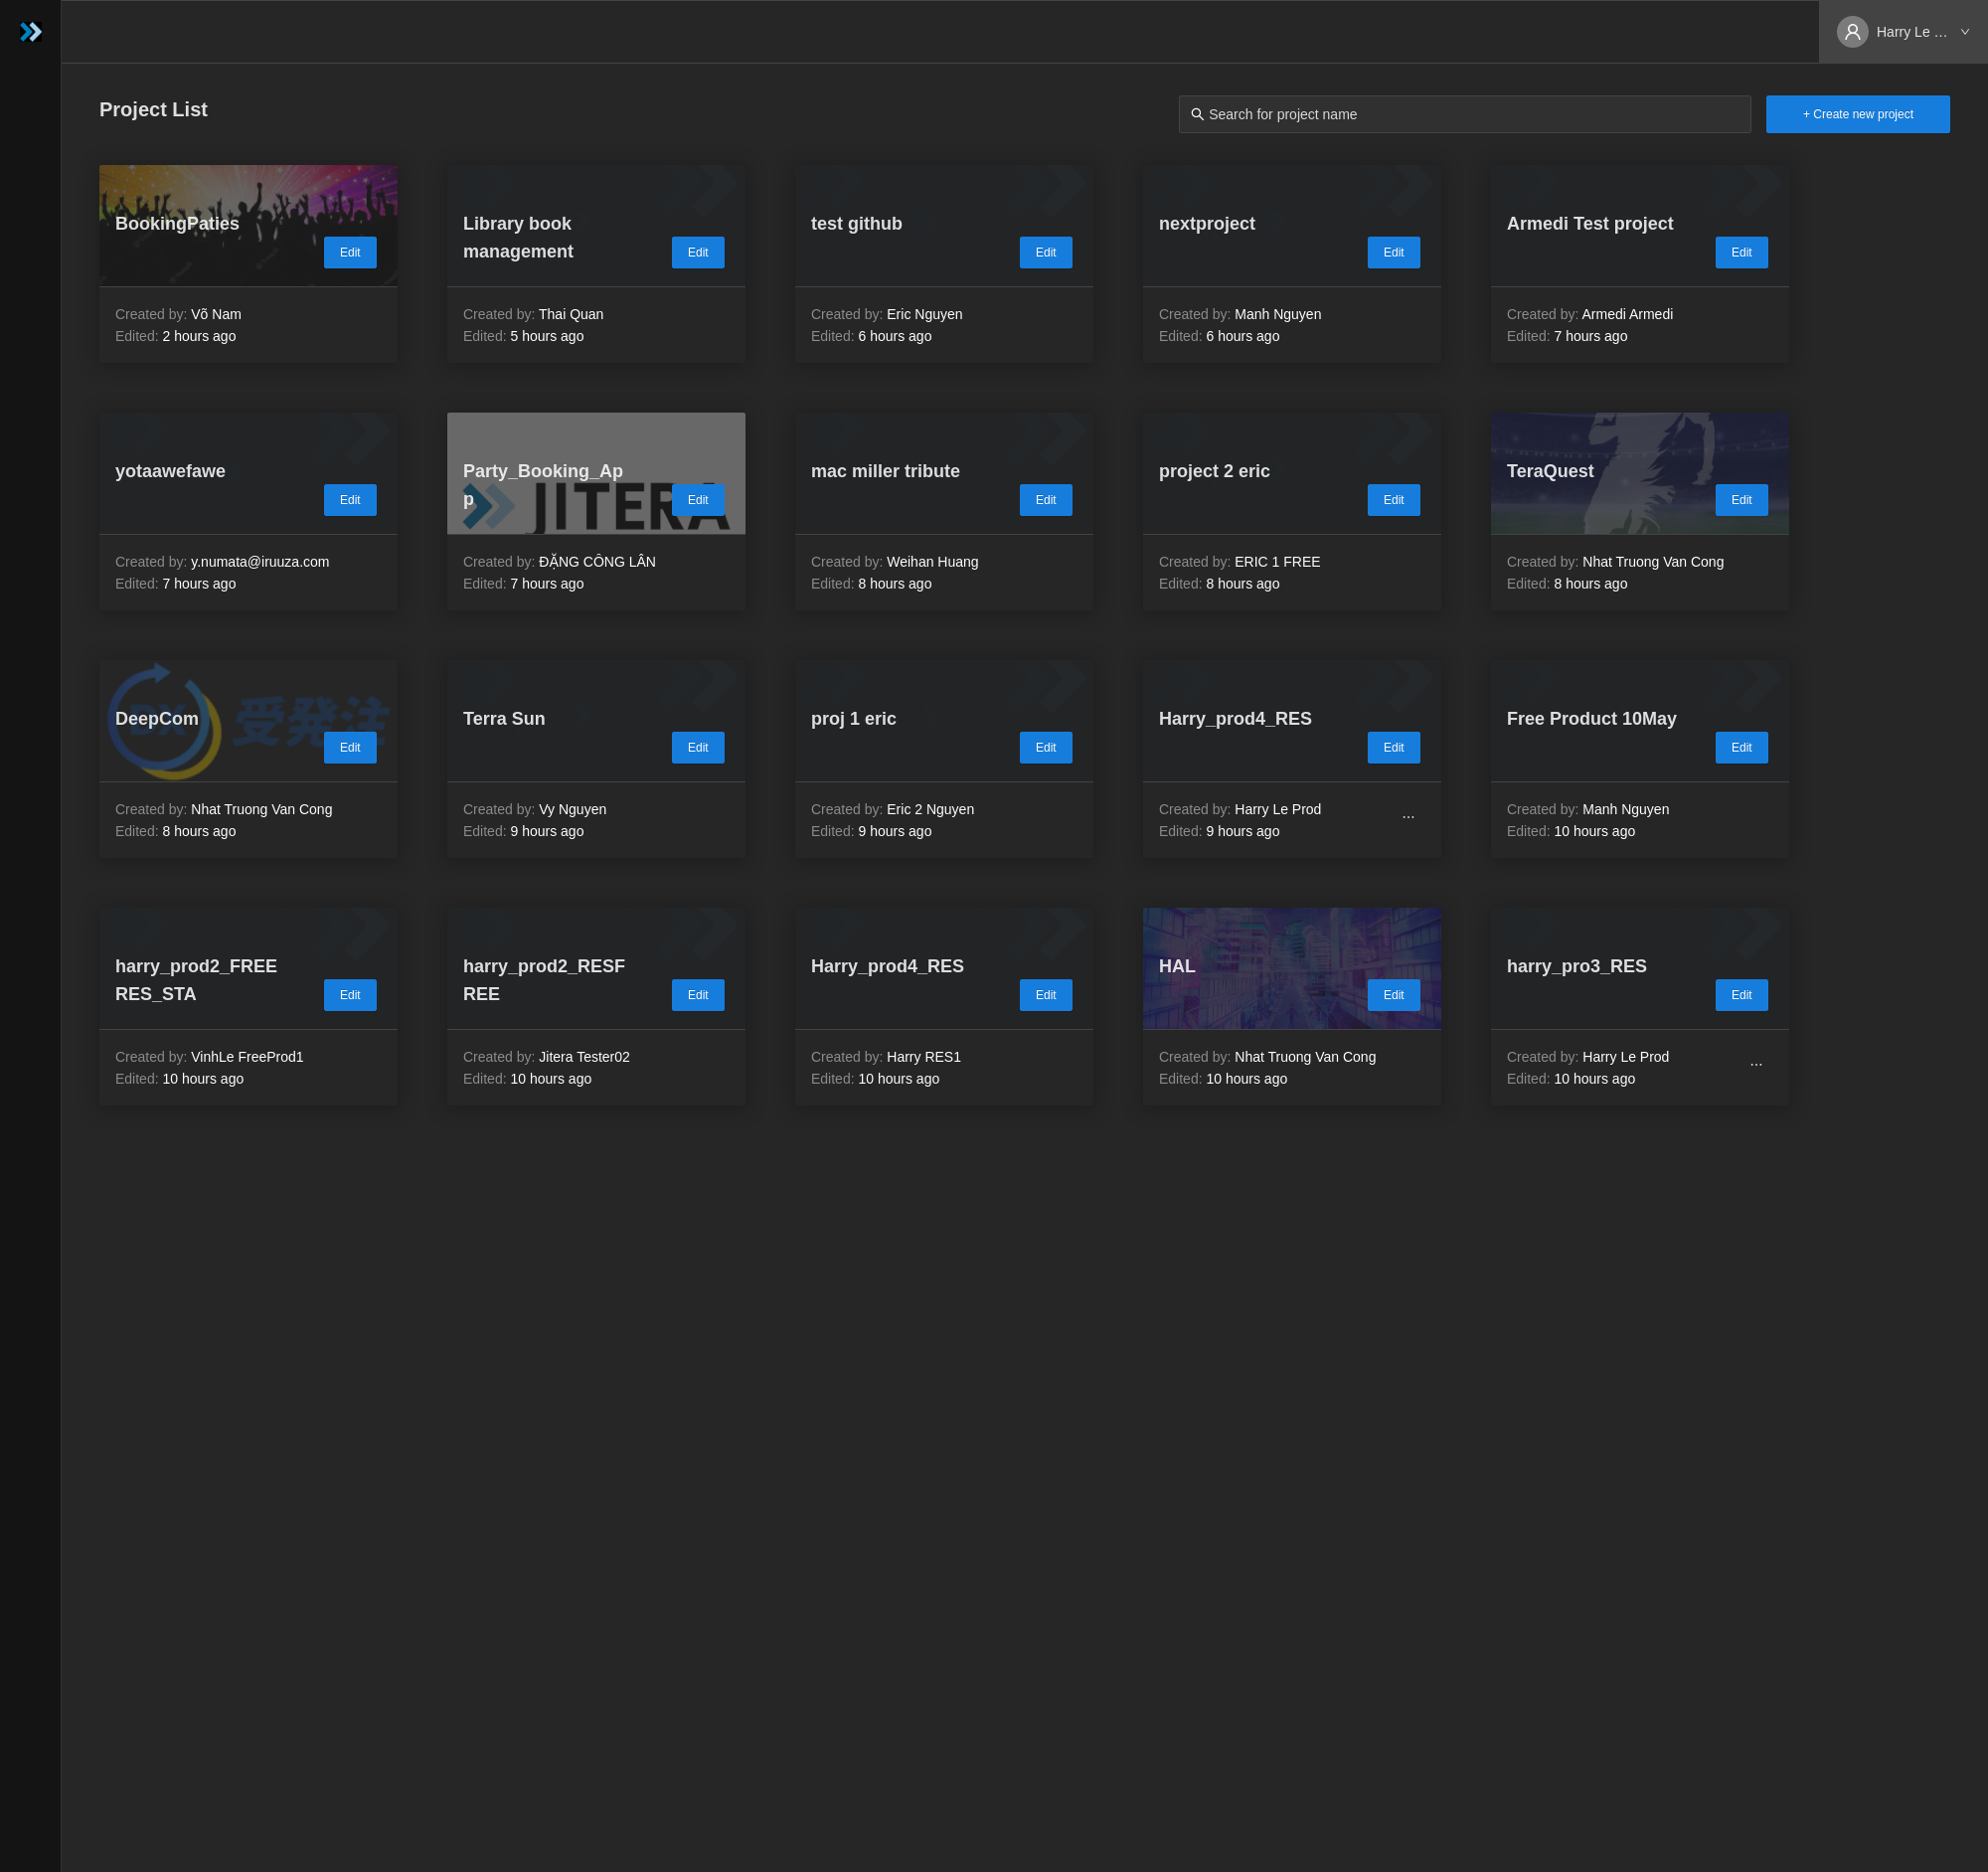 Harry Le ...
Project List
Search for project name
+ Create new project
BookingPaties
Edit
Created by: Võ Nam
Edited: 2 hours ago
Library book
management
Edit
Created by: Thai Quan
Edited: 5 hours ago
test github
Edit
Created by: Eric Nguyen
Edited: 6 hours ago
nextproject
Edit
Created by: Manh Nguyen
Edited: 6 hours ago
Armedi Test project
Edit
Created by: Armedi Armedi
Edited: 7 hours ago
yotaawefawe
Edit
Created by: y.numata@iruuza.com
Edited: 7 hours ago
Party_Booking_Ap
p
JITERA
Edit
Created by: ĐẶNG CÔNG LÂN
Edited: 7 hours ago
mac miller tribute
Edit
Created by: Weihan Huang
Edited: 8 hours ago
project 2 eric
Edit
Created by: ERIC 1 FREE
Edited: 8 hours ago
TeraQuest
Edit
Created by: Nhat Truong Van Cong
Edited: 8 hours ago
DeepCom
DX 受発注
Edit
Created by: Nhat Truong Van Cong
Edited: 8 hours ago
Terra Sun
Edit
Created by: Vy Nguyen
Edited: 9 hours ago
proj 1 eric
Edit
Created by: Eric 2 Nguyen
Edited: 9 hours ago
Harry_prod4_RES
Edit
Created by: Harry Le Prod
Edited: 9 hours ago
...
Free Product 10May
Edit
Created by: Manh Nguyen
Edited: 10 hours ago
harry_prod2_FREE
RES_STA
Edit
Created by: VinhLe FreeProd1
Edited: 10 hours ago
harry_prod2_RESF
REE
Edit
Created by: Jitera Tester02
Edited: 10 hours ago
Harry_prod4_RES
Edit
Created by: Harry RES1
Edited: 10 hours ago
HAL
Edit
Created by: Nhat Truong Van Cong
Edited: 10 hours ago
harry_pro3_RES
Edit
Created by: Harry Le Prod
Edited: 10 hours ago
...